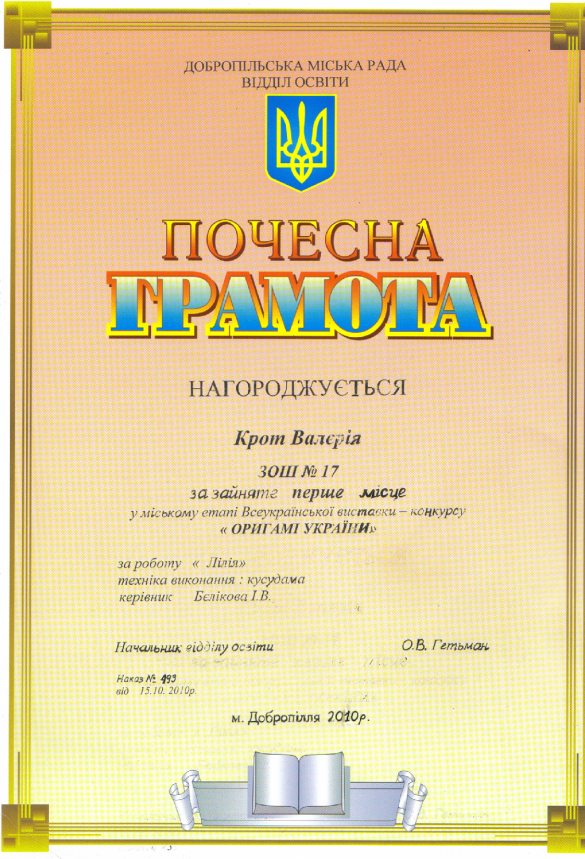 ДОБРОПІЛЬСЬКА МІСЬКА РАДА
ВІДДІЛ ОСВІТИ
ПОЧЕСНА
ГРАМОТА
НАГОРОДЖУЄТЬСЯ
Крот Валерія
ЗОШ № 17
за зайняте перше місце
у міському етапі Всеукраїнської виставки – конкурсу
« ОРИГАМІ УКРАЇНИ»
за роботу « Лілія»
техніка виконання : кусудама
керівник Бєлікова І.В.
Начальник відділу освіти О.В. Гетьман
Наказ № 493
від 15.10. 2010р.
м. Добропілля 2010р.